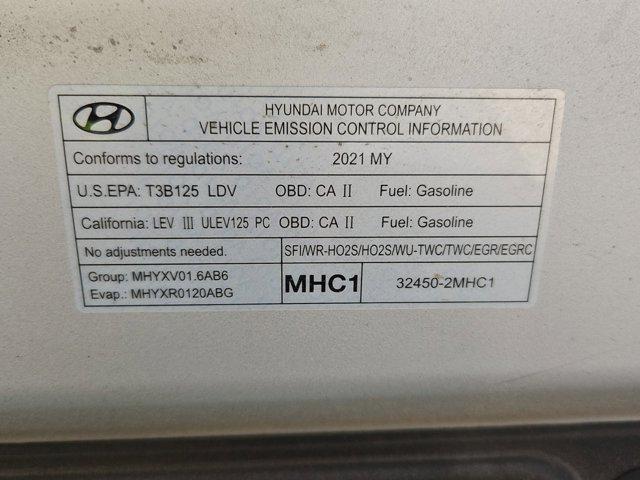 HYUNDAI MOTOR COMPANY
VEHICLE EMISSION CONTROL INFORMATION
Conforms to regulations: 2021 MY
U.S.EPA: T3B125 LDV OBD: CA II Fuel: Gasoline
California: LEV III ULEV125 PC OBD: CA II Fuel: Gasoline
No adjustments needed. SFI/WR-HO2S/HO2S/WU-TWC/TWC/EGR/EGRC
Group: MHYXV01.6AB6
Evap.: MHYXR0120ABG
MHC1 32450-2MHC1